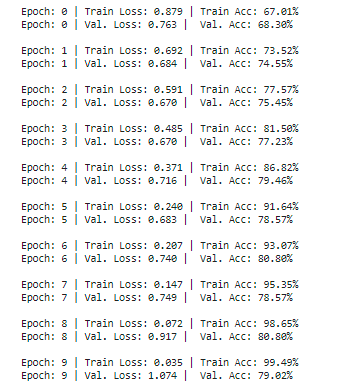 Epoch: 0 | Train Loss: 0.879 | Train Acc: 67.01%
Epoch: 0 | Val. Loss: 0.763 |  Val. Acc: 68.30%
Epoch: 1 | Train Loss: 0.692 | Train Acc: 73.52%
Epoch: 1 | Val. Loss: 0.684 |  Val. Acc: 74.55%
Epoch: 2 | Train Loss: 0.591 | Train Acc: 77.57%
Epoch: 2 | Val. Loss: 0.670 |  Val. Acc: 75.45%
Epoch: 3 | Train Loss: 0.485 | Train Acc: 81.50%
Epoch: 3 | Val. Loss: 0.670 |  Val. Acc: 77.23%
Epoch: 4 | Train Loss: 0.371 | Train Acc: 86.82%
Epoch: 4 | Val. Loss: 0.716 |  Val. Acc: 79.46%
Epoch: 5 | Train Loss: 0.240 | Train Acc: 91.64%
Epoch: 5 | Val. Loss: 0.683 |  Val. Acc: 78.57%
Epoch: 6 | Train Loss: 0.207 | Train Acc: 93.07%
Epoch: 6 | Val. Loss: 0.740 |  Val. Acc: 80.80%
Epoch: 7 | Train Loss: 0.147 | Train Acc: 95.35%
Epoch: 7 | Val. Loss: 0.749 |  Val. Acc: 78.57%
Epoch: 8 | Train Loss: 0.072 | Train Acc: 98.65%
Epoch: 8 | Val. Loss: 0.917 |  Val. Acc: 80.80%
Epoch: 9 | Train Loss: 0.035 | Train Acc: 99.49%
Epoch: 9 | Val. Loss: 1.074 |  Val. Acc: 79.02%